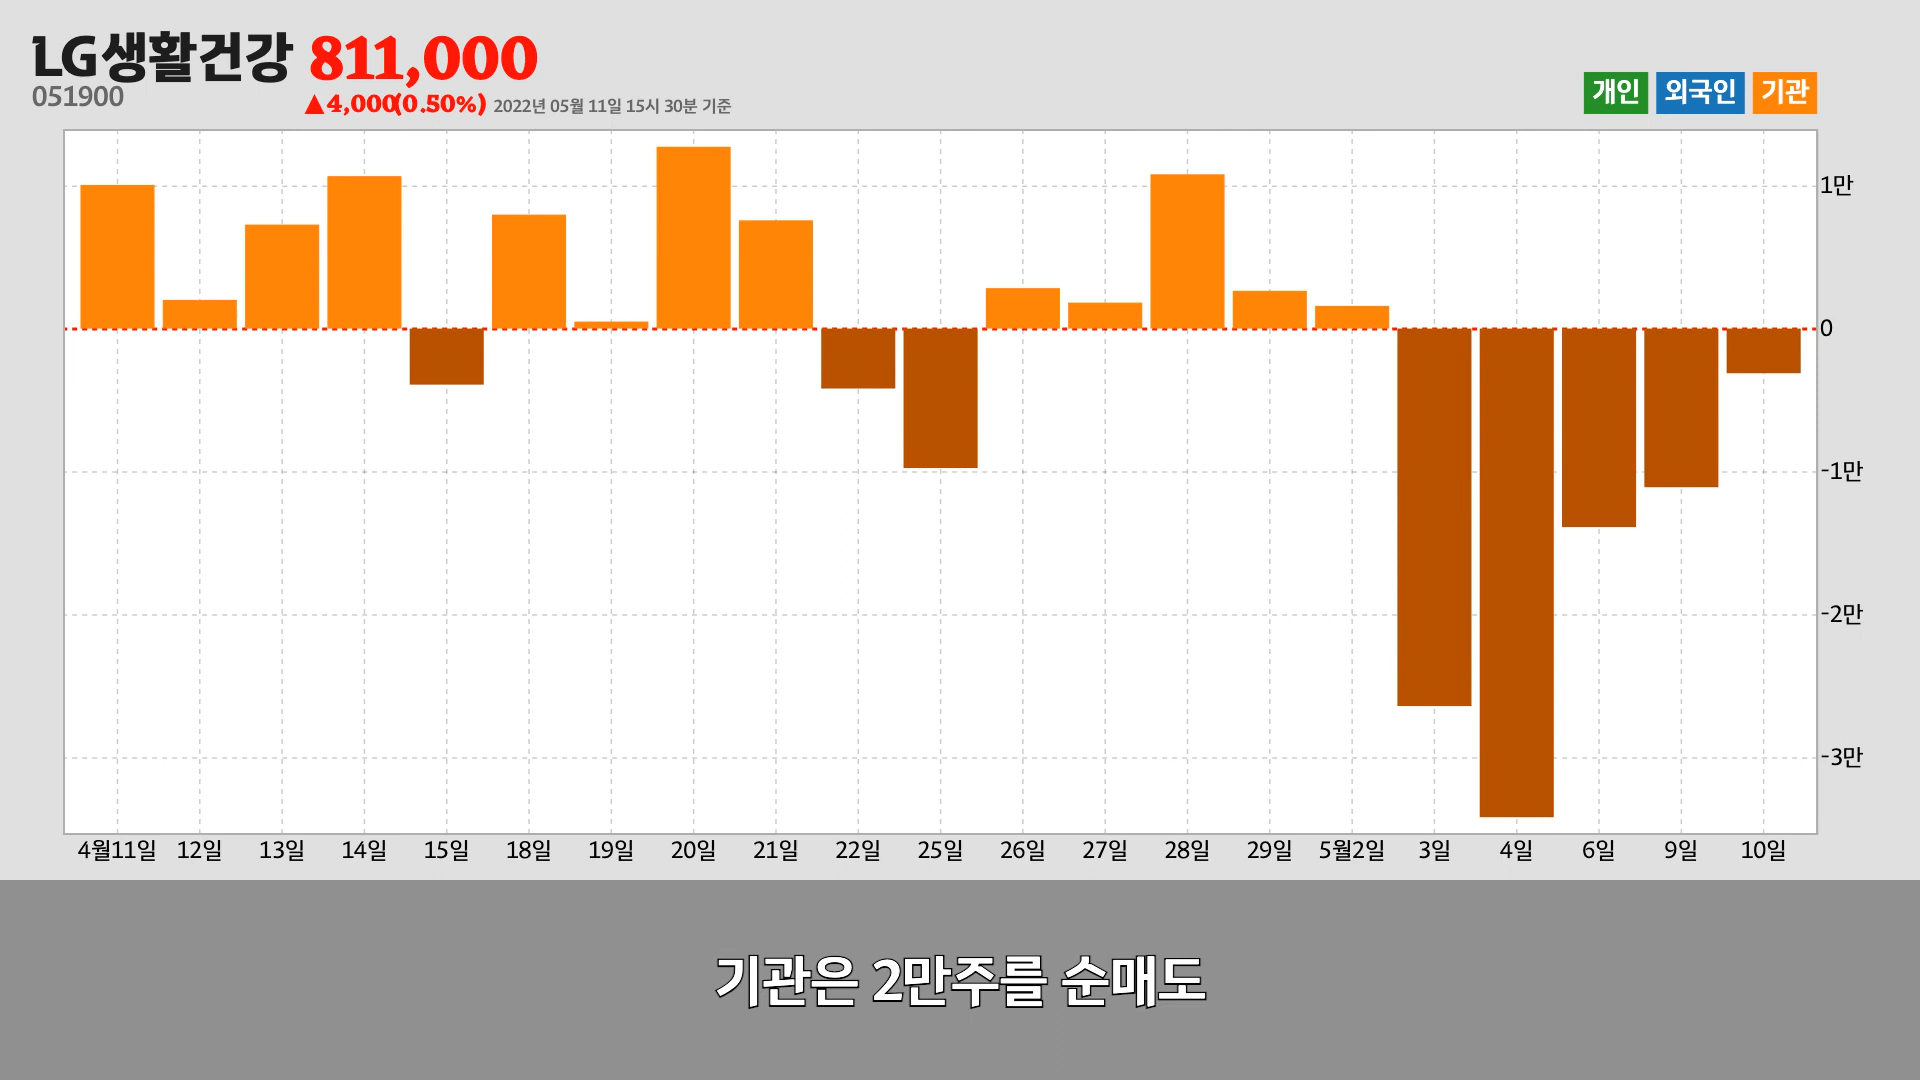 LG생활건강 811,000
051900
▲4,000(0.50%) 2022년 05월 11일 15시 30분 기준
개인 외국인 기관
1만
0
-1만
-2만
-3만
4월11일 12일 13일 14일 15일 18일 19일 20일 21일 22일 25일 26일 27일 28일 29일 5월2일 3일 4일 6일 9일 10일
기관은 2만주를 순매도